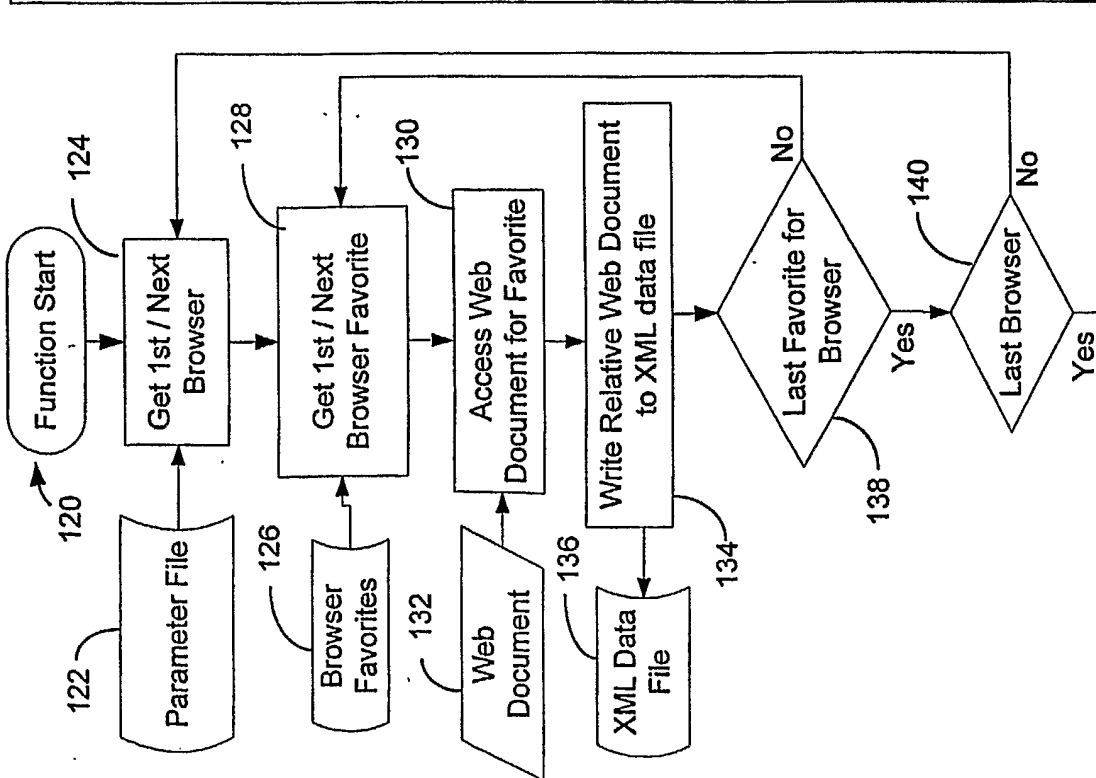 Function Start
120
Parameter File
122
Get 1st / Next
Browser
124
Browser
Favorites
126
Get 1st / Next
Browser Favorite
128
Web
Document
132
Access Web
Document for Favorite
130
Write Relative Web Document
to XML data file
134
XML Data
File
136
Last Favorite for
Browser
138
No
Yes
Last Browser
140
No
Yes